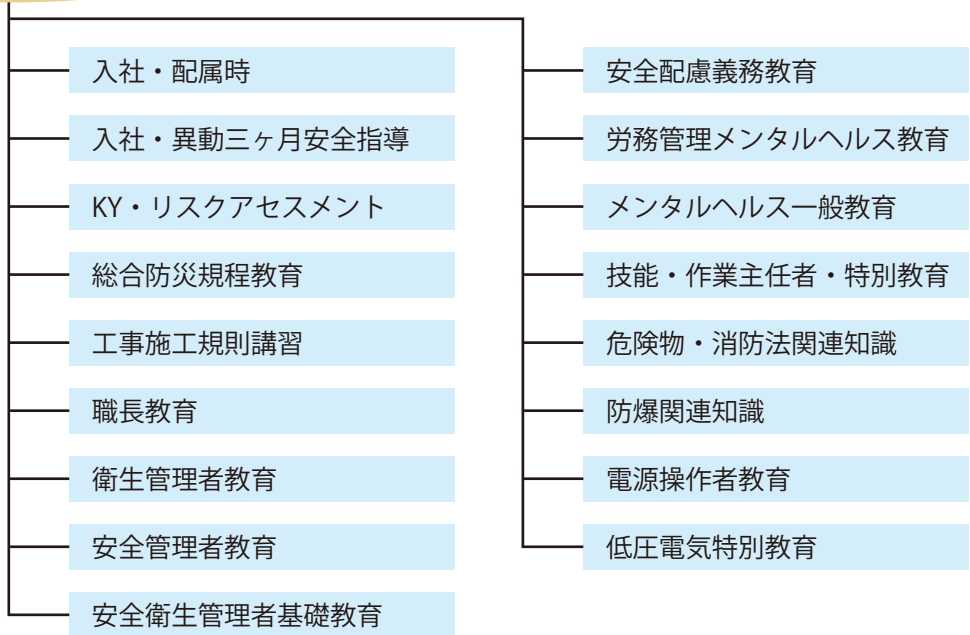 入社・配属時
入社・異動三ヶ月安全指導
KY・リスクアセスメント
総合防災規程教育
工事施工規則講習
職長教育
衛生管理者教育
安全管理者教育
安全衛生管理者基礎教育
安全配慮義務教育
労務管理メンタルヘルス教育
メンタルヘルス一般教育
技能・作業主任者・特別教育
危険物・消防法関連知識
防爆関連知識
電源操作者教育
低圧電気特別教育